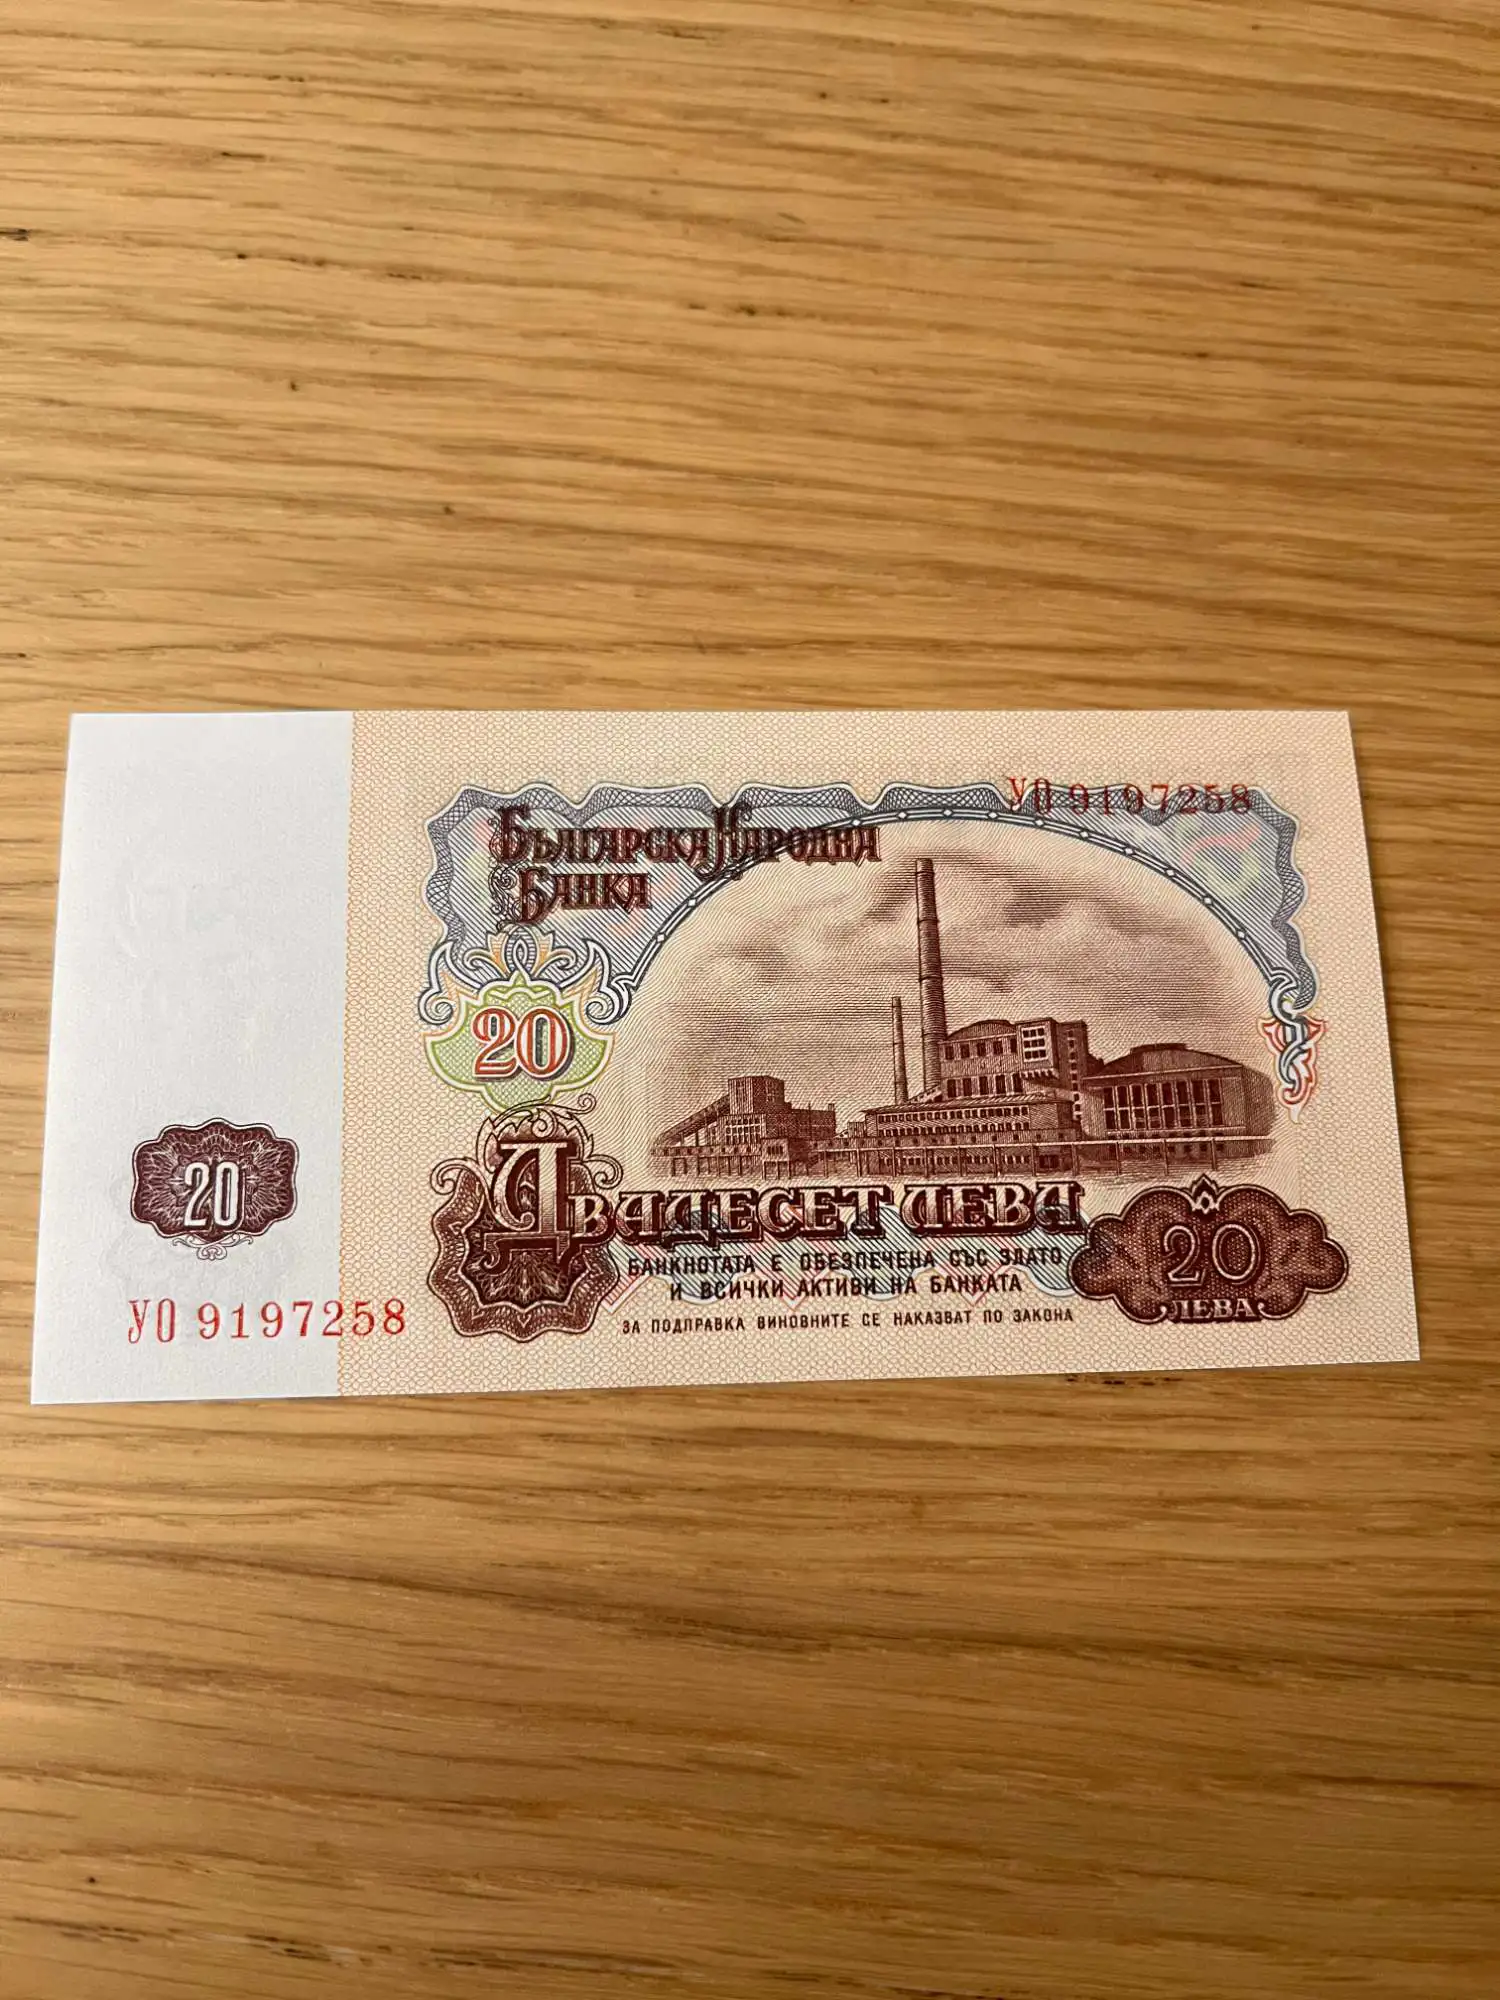 УО 9197258
Българска Народна
Банка
20
Двадесет лева
20
20
ЛЕВА
БАНКНОТАТА Е ОБЕЗПЕЧЕНА СЪС ЗЛАТО
И ВСИЧКИ АКТИВИ НА БАНКАТА
ЗА ПОДПРАВКА ВИНОВНИТЕ СЕ НАКАЗВАТ ПО ЗАКОНА
УО 9197258